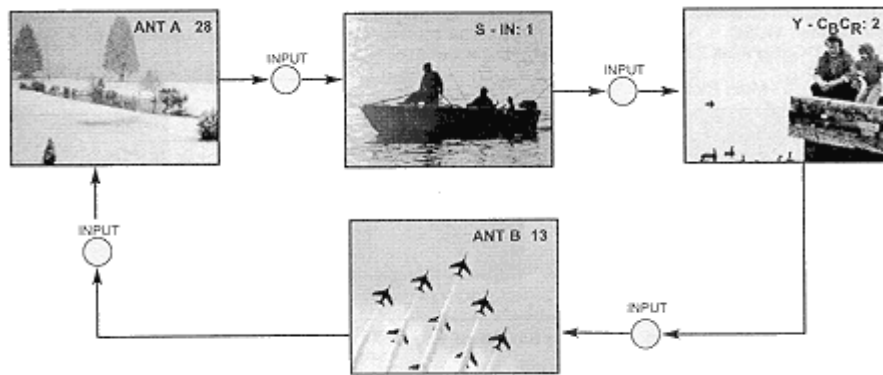 ANT A 28
INPUT
S - IN: 1
INPUT
Y - CBCR: 2
INPUT
ANT B 13
INPUT